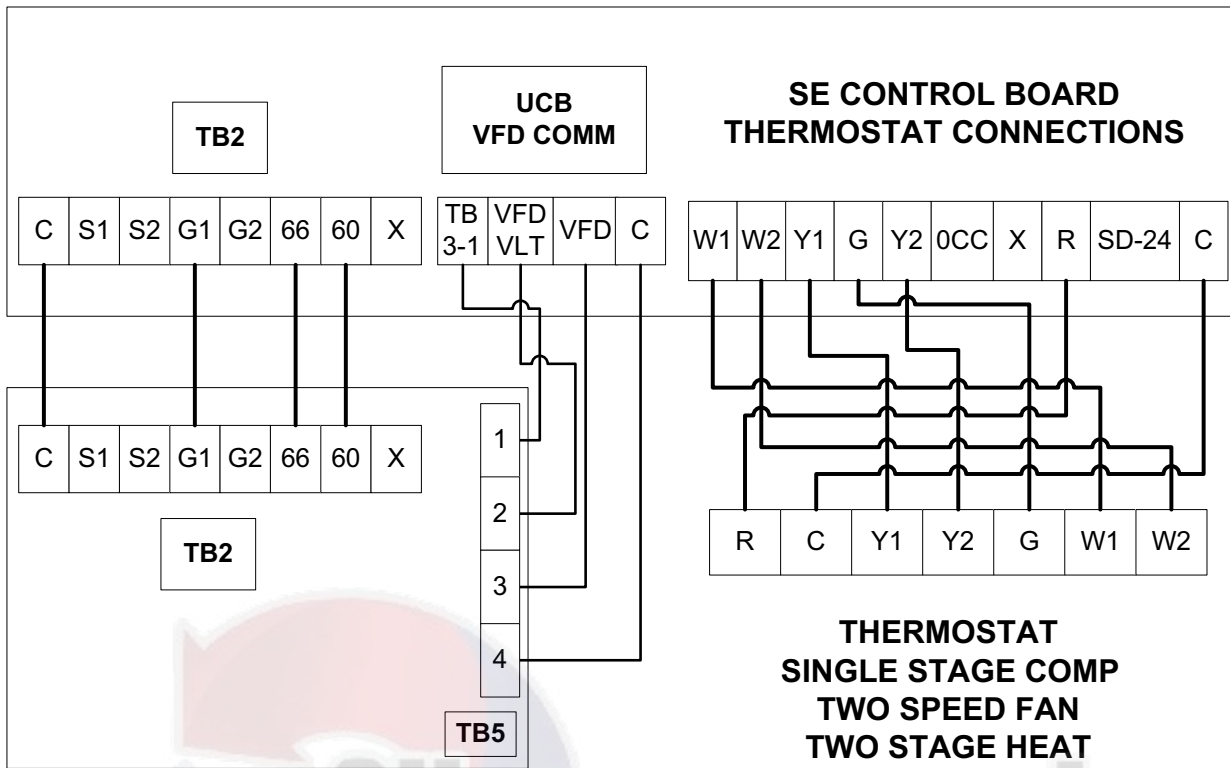 UCB
VFD COMM
SE CONTROL BOARD
THERMOSTAT CONNECTIONS
TB2
C S1 S2 G1 G2 66 60 X
TB
3-1
VFD
VLT
VFD
C
W1 W2 Y1 G Y2 0CC X R SD-24 C
C S1 S2 G1 G2 66 60 X
TB2
1
2
3
4
TB5
R C Y1 Y2 G W1 W2
THERMOSTAT
SINGLE STAGE COMP
TWO SPEED FAN
TWO STAGE HEAT